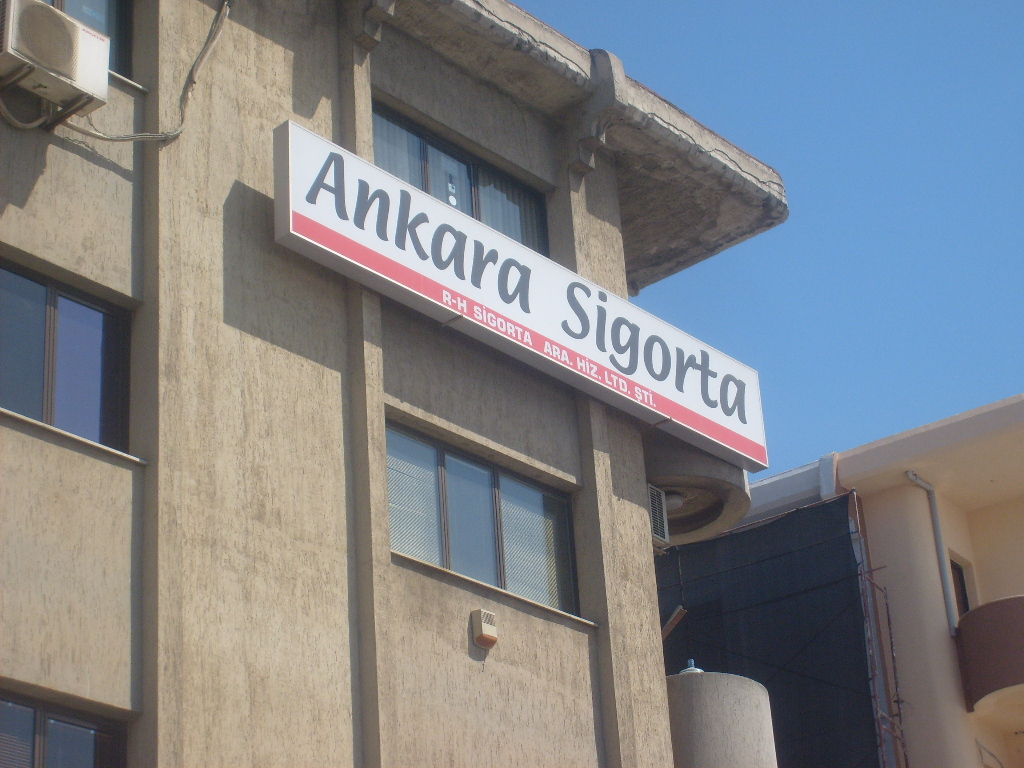 Ankara Sigorta
R-H SİGORTA ARA. HİZ. LTD. ŞTİ.